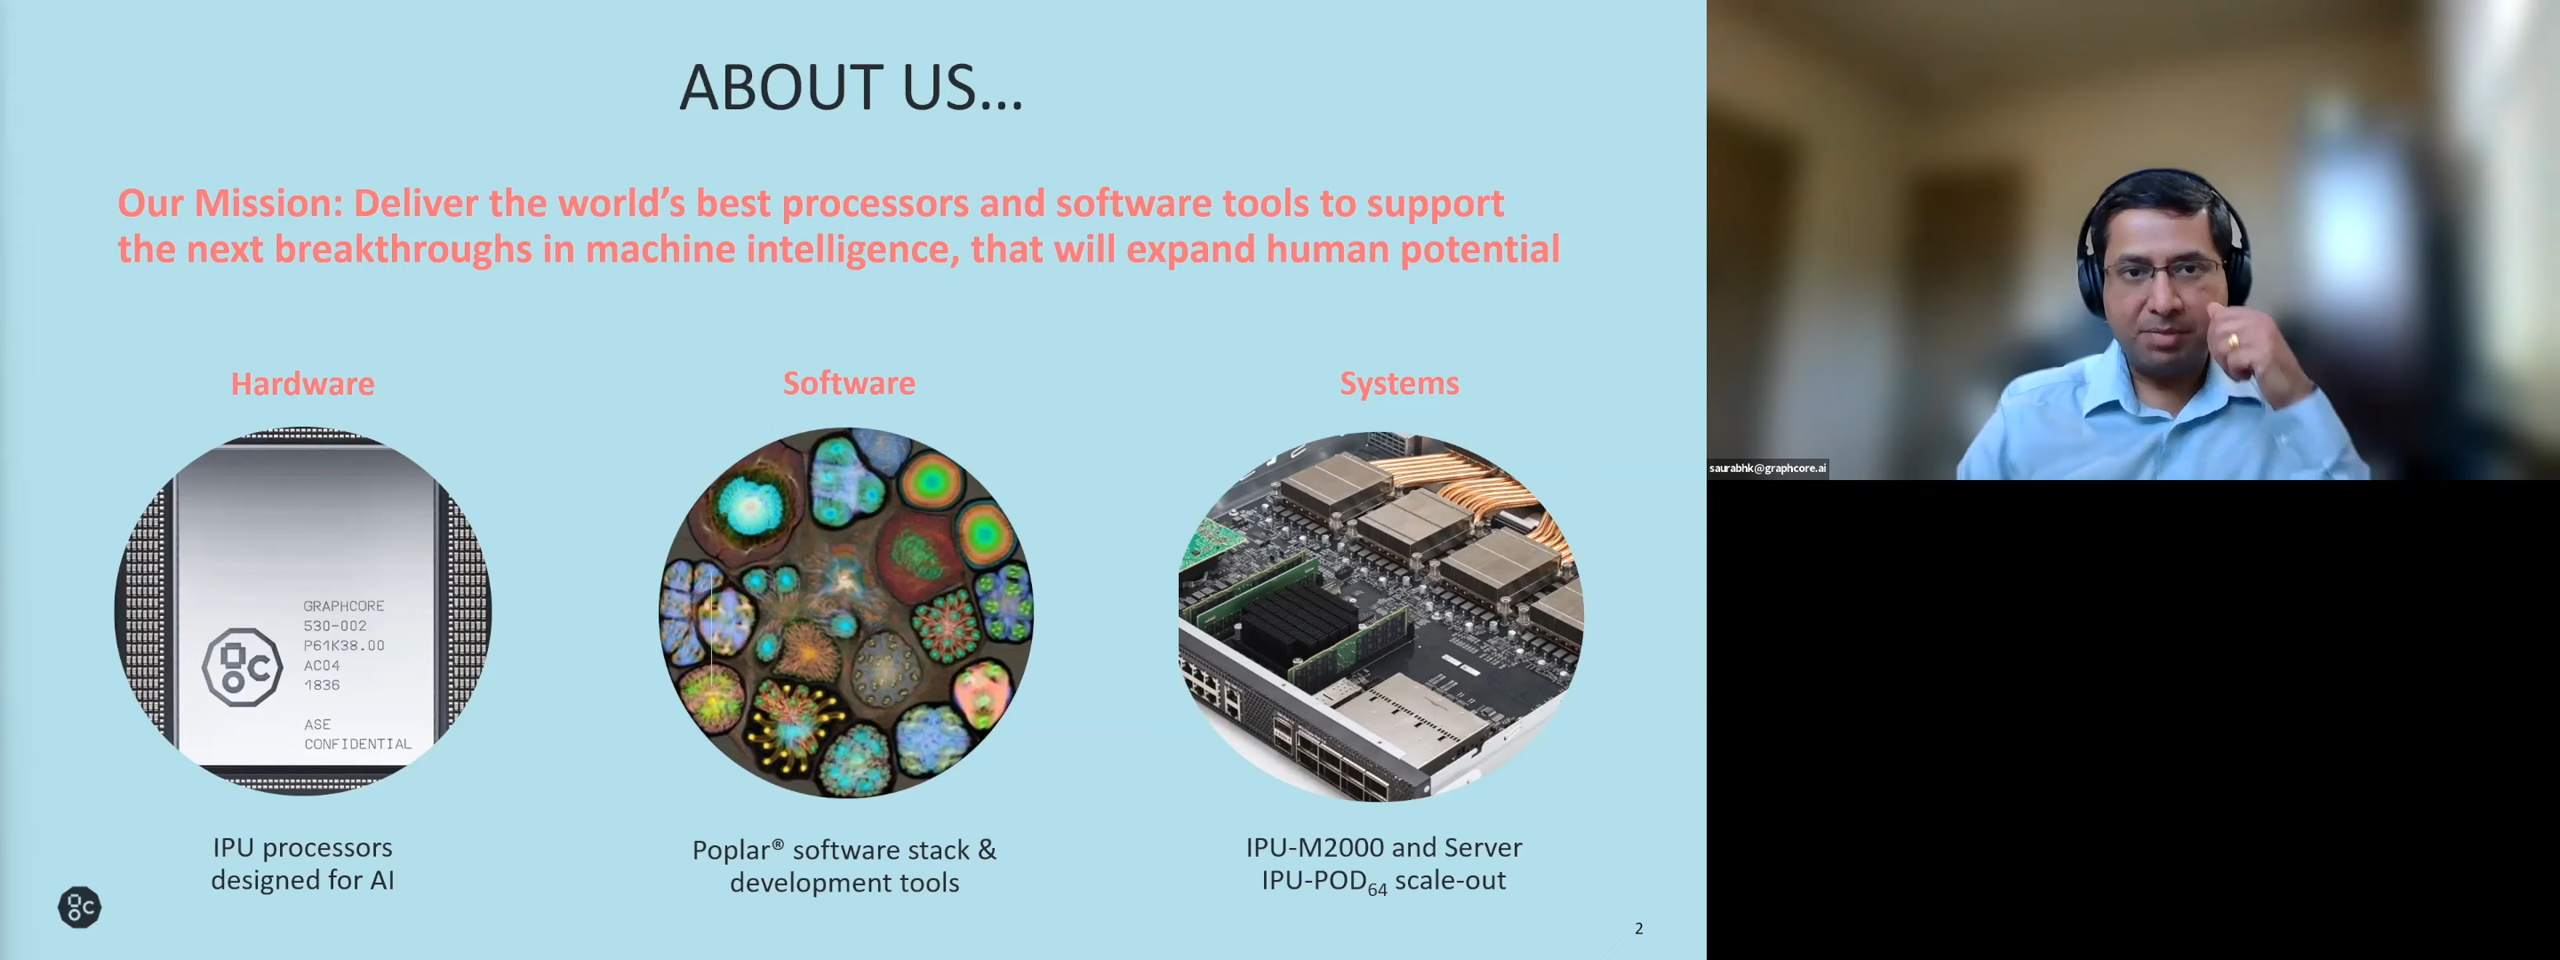 ABOUT US...
Our Mission: Deliver the world's best processors and software tools to support
the next breakthroughs in machine intelligence, that will expand human potential
Hardware
Software
Systems
GRAPHCORE
530-002
P61K38.00
AC04
1836
ASE
CONFIDENTIAL
IPU processors
designed for AI
Poplar® software stack &
development tools
IPU-M2000 and Server
IPU-POD64 scale-out
2
saurabhk@graphcore.ai